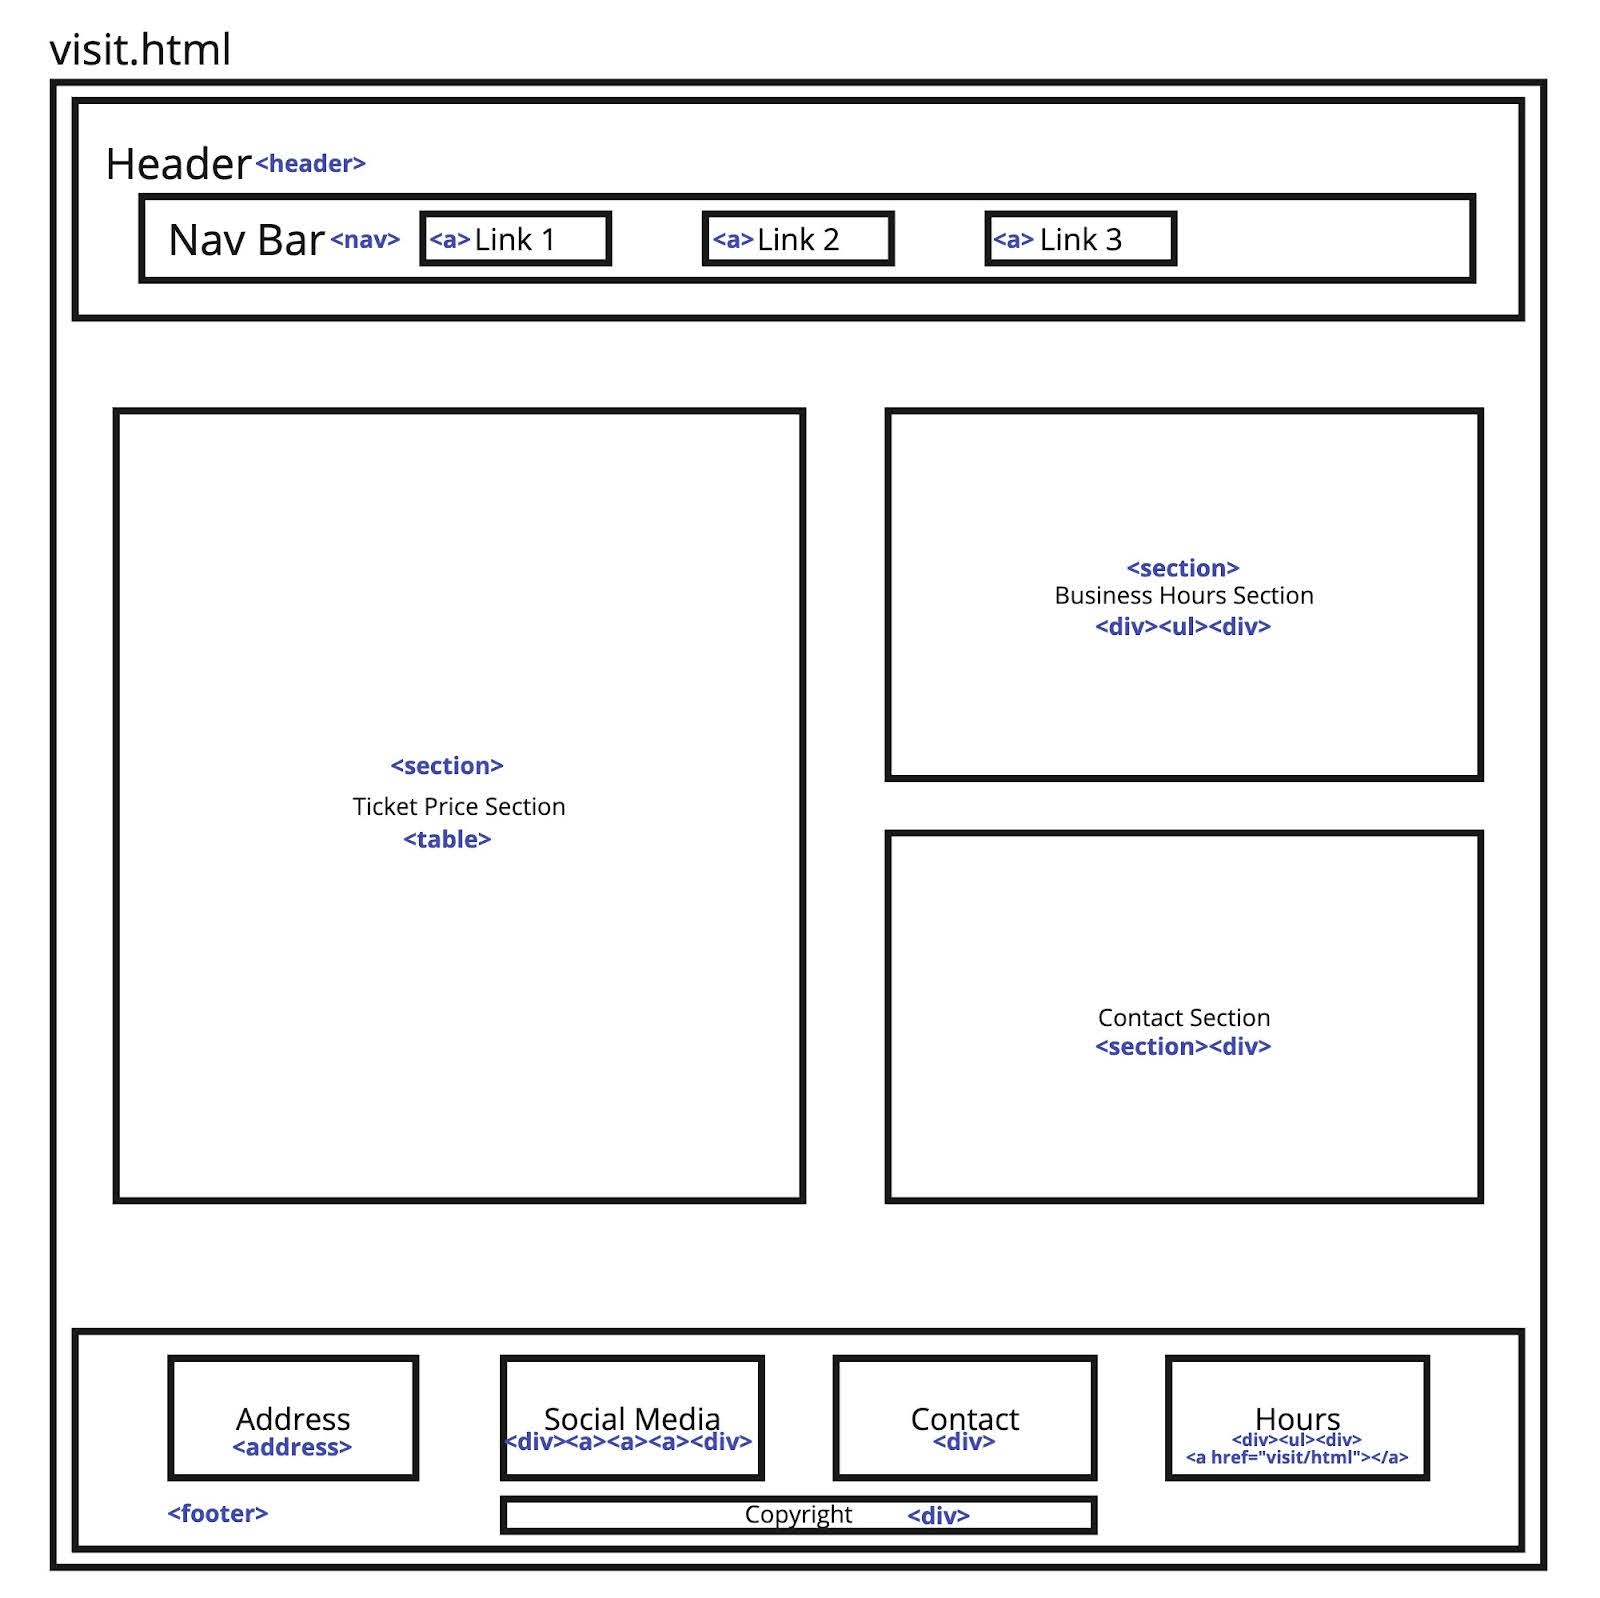 visit.html
Header <header>
Nav Bar <nav> <a> Link 1 <a> Link 2 <a> Link 3
<section>
Ticket Price Section
<table>
<section>
Business Hours Section
<div><ul><div>
Contact Section
<section><div>
Address
<address>
Social Media
<div><a><a><a><div>
Contact
<div>
Hours
<div><ul><div>
<a href="visit/html"></a>
<footer>
Copyright <div>